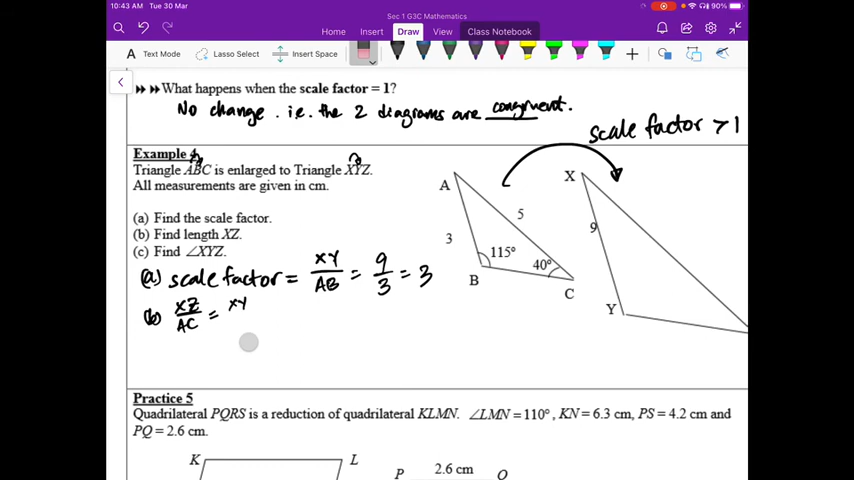 10:43 AM Tue 30 Mar
90%
Sec 1 G3C Mathematics
Home Insert Draw View Class Notebook
Text Mode Lasso Select Insert Space
What happens when the scale factor = 1?
No change. i.e. the 2 diagrams are congruent.
scale factor > 1
Example 4
Triangle ABC is enlarged to Triangle XYZ.
All measurements are given in cm.
(a) Find the scale factor.
(b) Find length XZ.
(c) Find ∠XYZ.
(a) scale factor = XY/AB = 9/3 = 3
(b) XZ/AC = XY
A
5
3
115°
40°
B
C
X
9
Y
Practice 5
Quadrilateral PQRS is a reduction of quadrilateral KLMN. ∠LMN = 110°, KN = 6.3 cm, PS = 4.2 cm and
PQ = 2.6 cm.
K
L
P
2.6 cm
Q